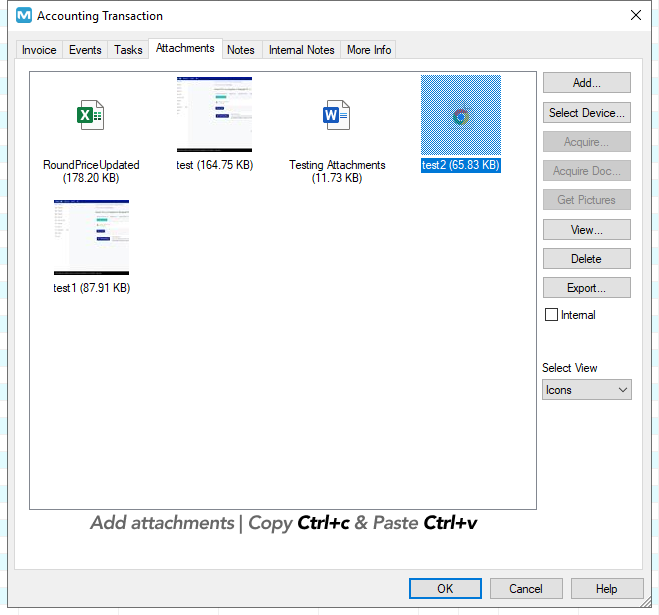 Accounting Transaction
Invoice Events Tasks Attachments Notes Internal Notes More Info
Add...
Select Device...
Acquire...
Acquire Doc...
Get Pictures
View...
Delete
Export...
Internal
Select View
Icons
RoundPriceUpdated
(178.20 KB)
test (164.75 KB)
Testing Attachments
(11.73 KB)
test2 (65.83 KB)
test1 (87.91 KB)
Add attachments | Copy Ctrl+c & Paste Ctrl+v
OK Cancel Help